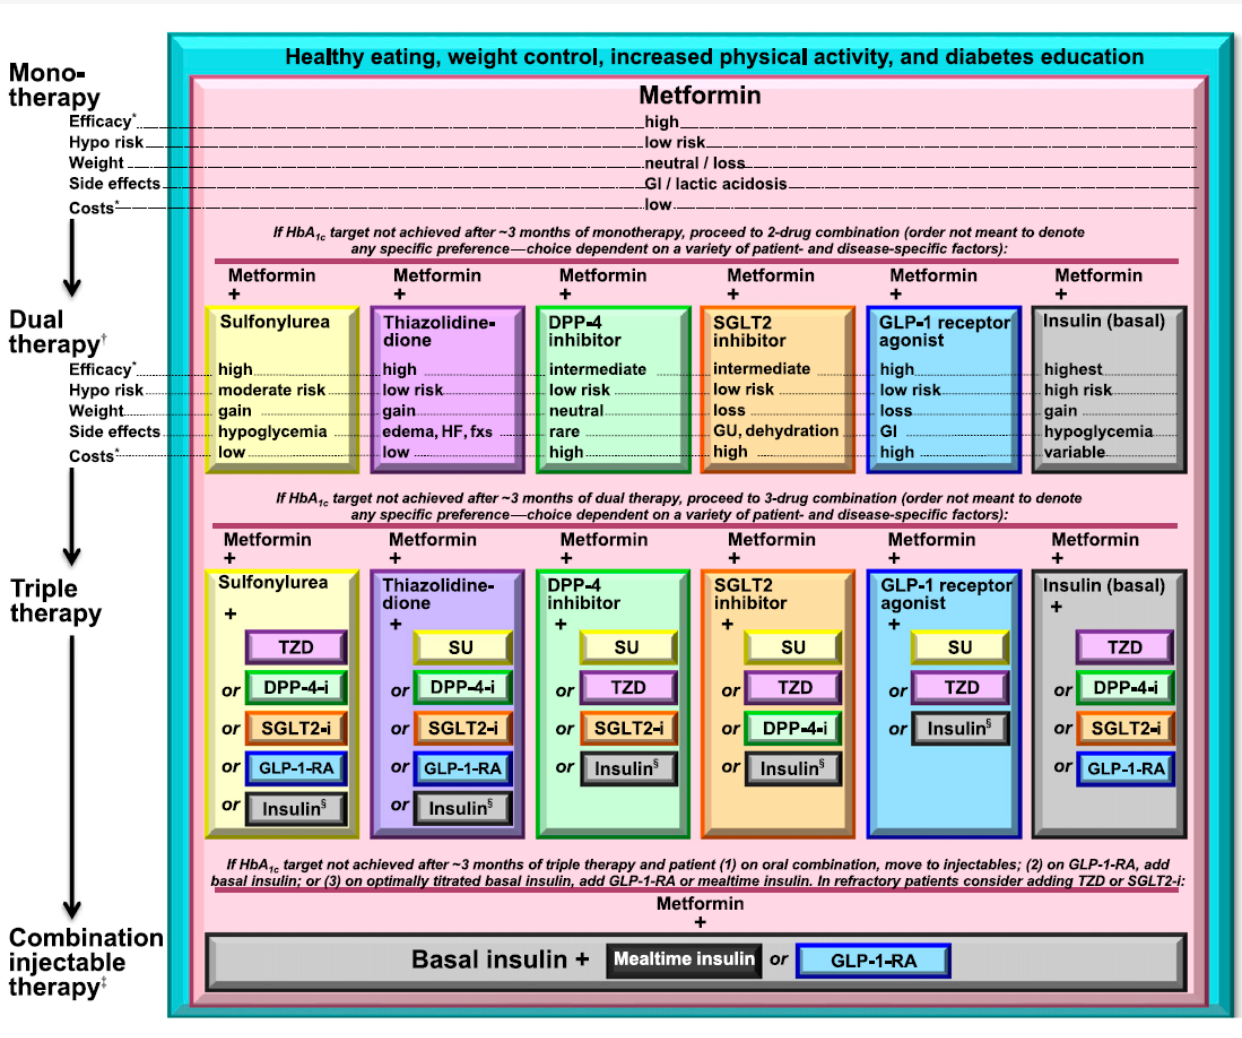 Healthy eating, weight control, increased physical activity, and diabetes education
Mono-
therapy
Metformin
Efficacy* high
Hypo risk low risk
Weight neutral / loss
Side effects GI / lactic acidosis
Costs* low
If HbA1c target not achieved after ~3 months of monotherapy, proceed to 2-drug combination (order not meant to denote
any specific preference—choice dependent on a variety of patient- and disease-specific factors):
Metformin Metformin Metformin Metformin Metformin Metformin
+ + + + + +
Dual
therapy†
Sulfonylurea Thiazolidine- DPP-4 SGLT2 GLP-1 receptor Insulin (basal)
dione inhibitor inhibitor agonist
Efficacy* high high intermediate intermediate high highest
Hypo risk moderate risk low risk low risk low risk low risk high risk
Weight gain gain neutral loss loss gain
Side effects hypoglycemia edema, HF, fxs rare GU, dehydration GI hypoglycemia
Costs* low low high high high variable
If HbA1c target not achieved after ~3 months of dual therapy, proceed to 3-drug combination (order not meant to denote
any specific preference—choice dependent on a variety of patient- and disease-specific factors):
Metformin Metformin Metformin Metformin Metformin Metformin
+ + + + + +
Triple
therapy
Sulfonylurea Thiazolidine- DPP-4 SGLT2 GLP-1 receptor Insulin (basal)
dione inhibitor inhibitor agonist
+ + + + + +
TZD SU SU SU SU TZD
or DPP-4-i or DPP-4-i or TZD or TZD or TZD or DPP-4-i
or SGLT2-i or SGLT2-i or SGLT2-i or DPP-4-i or Insulin§ or SGLT2-i
or GLP-1-RA or GLP-1-RA or Insulin§ or Insulin§ or GLP-1-RA
or Insulin§ or Insulin§
If HbA1c target not achieved after ~3 months of triple therapy and patient (1) on oral combination, move to injectables; (2) on GLP-1-RA, add
basal insulin; or (3) on optimally titrated basal insulin, add GLP-1-RA or mealtime insulin. In refractory patients consider adding TZD or SGLT2-i:
Metformin
+
Combination
injectable
therapy‡
Basal insulin + Mealtime insulin or GLP-1-RA